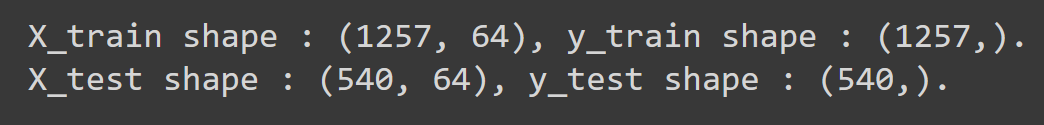 X_train shape : (1257, 64), y_train shape : (1257,).
X_test shape : (540, 64), y_test shape : (540,).